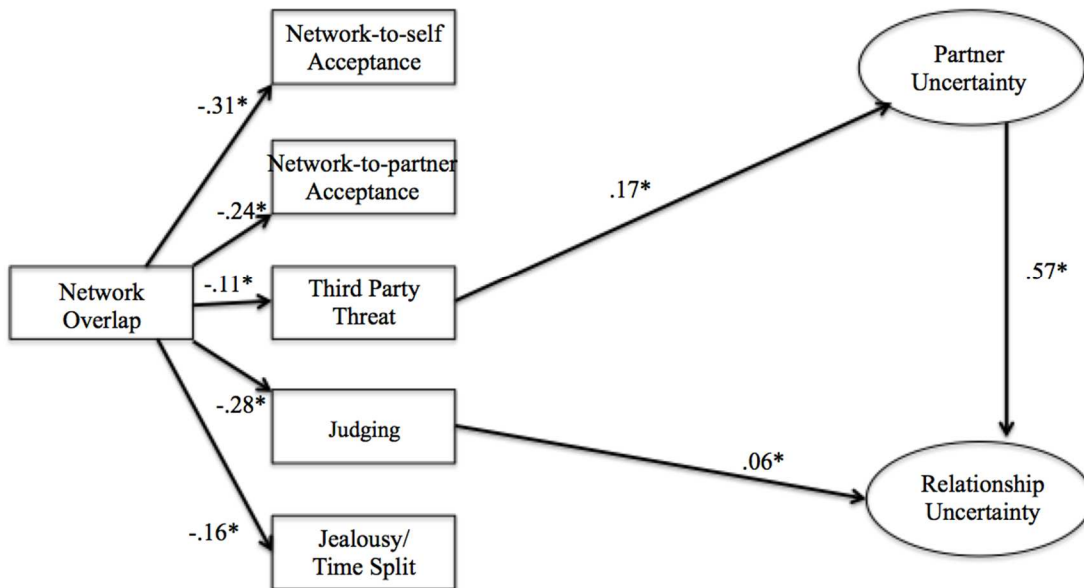 Network-to-self
Acceptance
Partner
Uncertainty
-.31*
Network-to-partner
Acceptance
.17*
-.24*
Network
Overlap
-.11*
Third Party
Threat
.57*
-.28*
Judging
.06*
Relationship
Uncertainty
-.16*
Jealousy/
Time Split